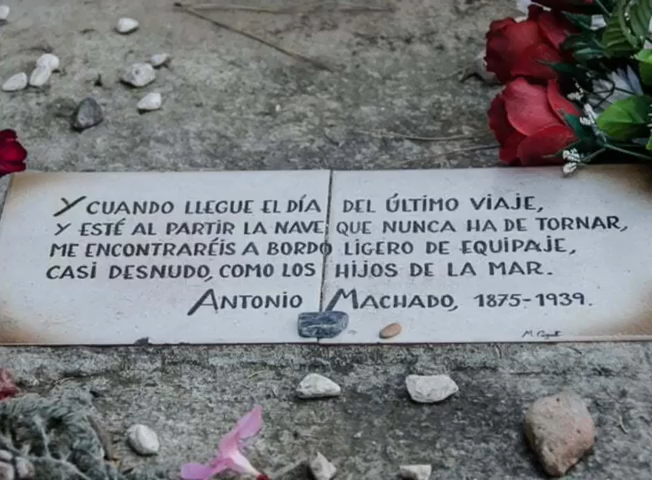 Y CUANDO LLEGUE EL DÍA DEL ÚLTIMO VIAJE,
Y ESTÉ AL PARTIR LA NAVE QUE NUNCA HA DE TORNAR,
ME ENCONTRARÉIS A BORDO LIGERO DE EQUIPAJE,
CASI DESNUDO, COMO LOS HIJOS DE LA MAR.
ANTONIO MACHADO, 1875-1939.